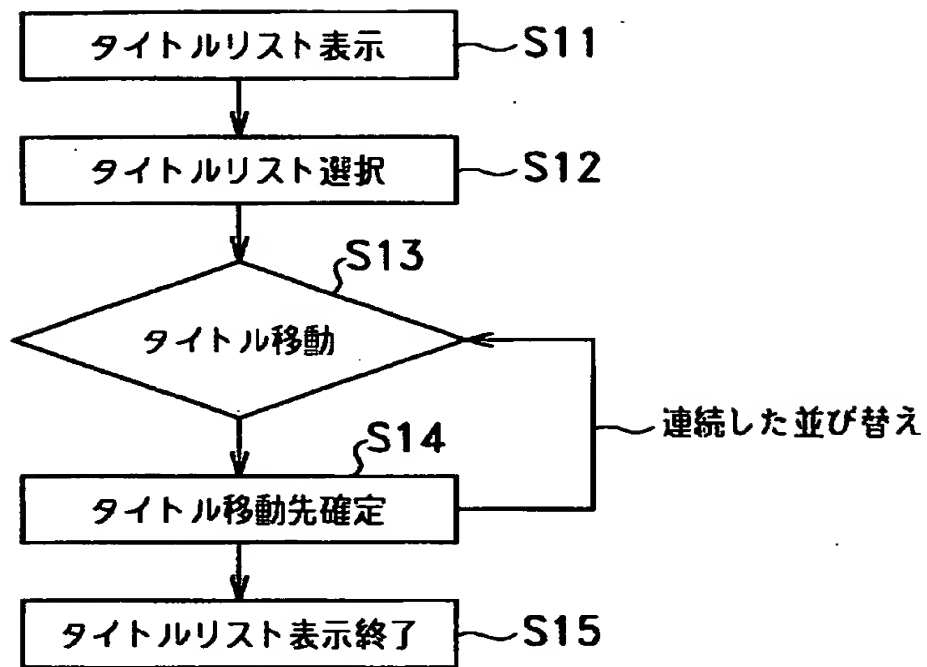 タイトルリスト表示 S11
タイトルリスト選択 S12
S13
タイトル移動
連続した並び替え
S14
タイトル移動先確定
タイトルリスト表示終了 S15